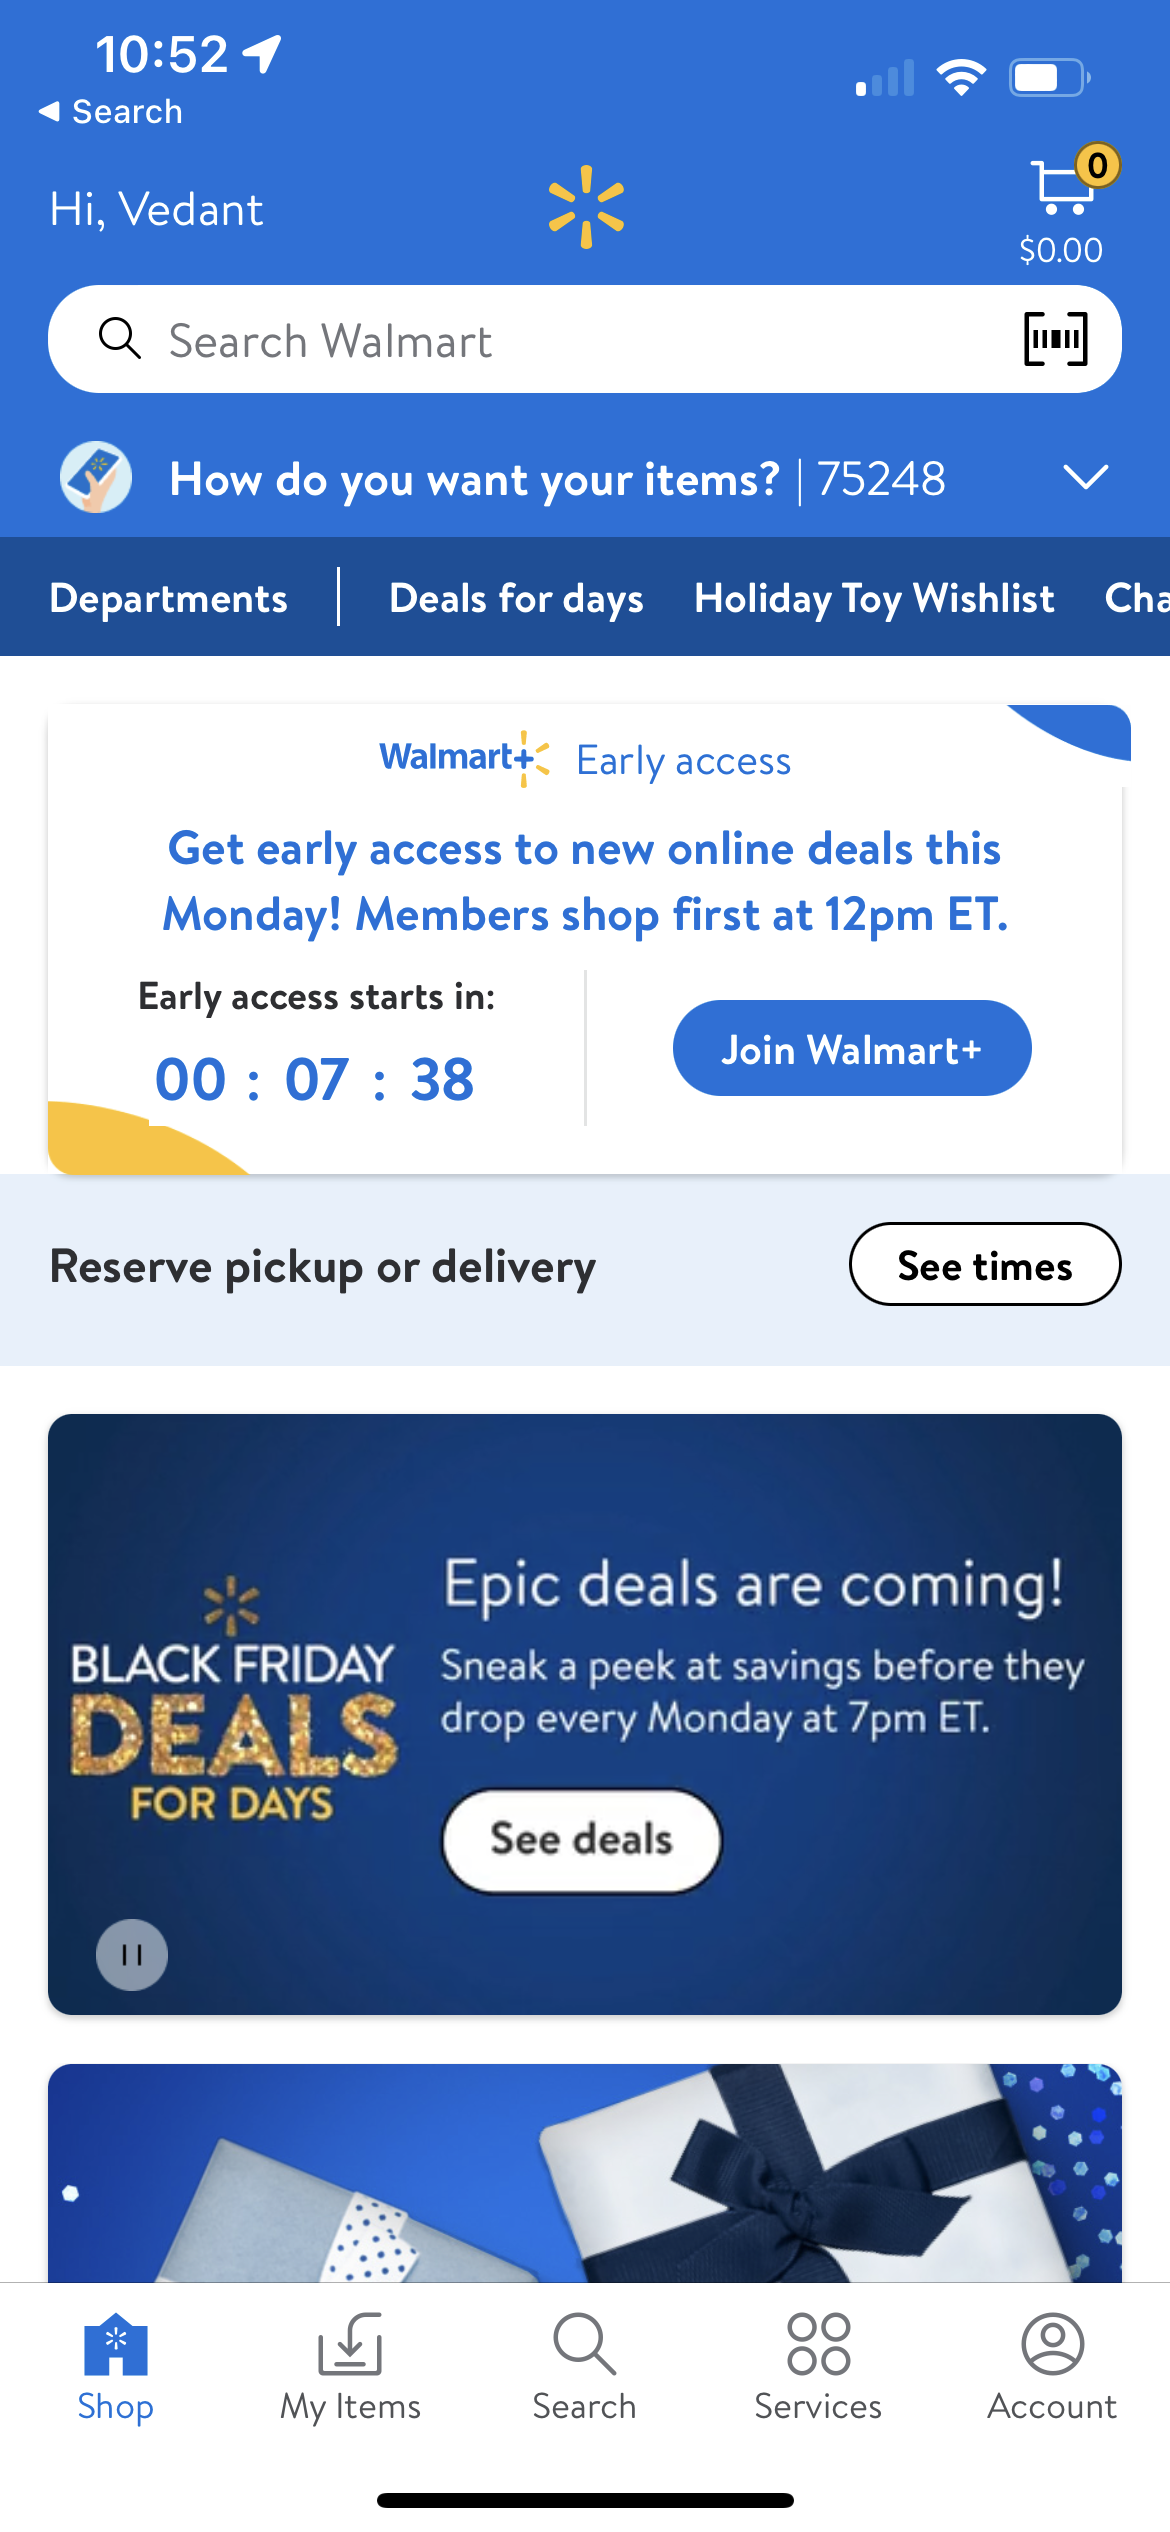 10:52
Search
Hi, Vedant
0
$0.00
Search Walmart
How do you want your items? | 75248
Departments | Deals for days Holiday Toy Wishlist Cha
Walmart+ Early access
Get early access to new online deals this
Monday! Members shop first at 12pm ET.
Early access starts in:
00 : 07 : 38
Join Walmart+
Reserve pickup or delivery
See times
BLACK FRIDAY
DEALS
FOR DAYS
Epic deals are coming!
Sneak a peek at savings before they
drop every Monday at 7pm ET.
See deals
Shop My Items Search Services Account